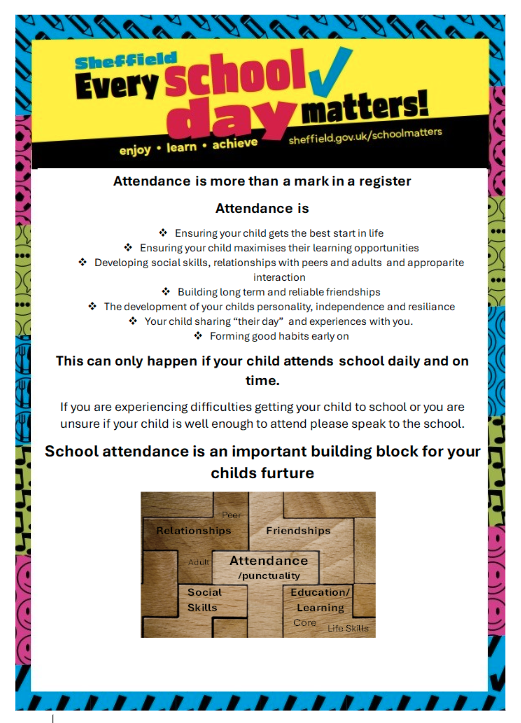 Sheffield
Every school
day matters!
enjoy • learn • achieve
sheffield.gov.uk/schoolmatters
Attendance is more than a mark in a register
Attendance is
❖ Ensuring your child gets the best start in life
❖ Ensuring your child maximises their learning opportunities
❖ Developing social skills, relationships with peers and adults and approparite
interaction
❖ Building long term and reliable friendships
❖ The development of your childs personality, independence and resiliance
❖ Your child sharing “their day” and experiences with you.
❖ Forming good habits early on
This can only happen if your child attends school daily and on
time.
If you are experiencing difficulties getting your child to school or you are
unsure if your child is well enough to attend please speak to the school.
School attendance is an important building block for your
childs furture
Peer
Relationships
Friendships
Adult
Attendance
/punctuality
Social
Skills
Education/
Learning
Core
Life Skills